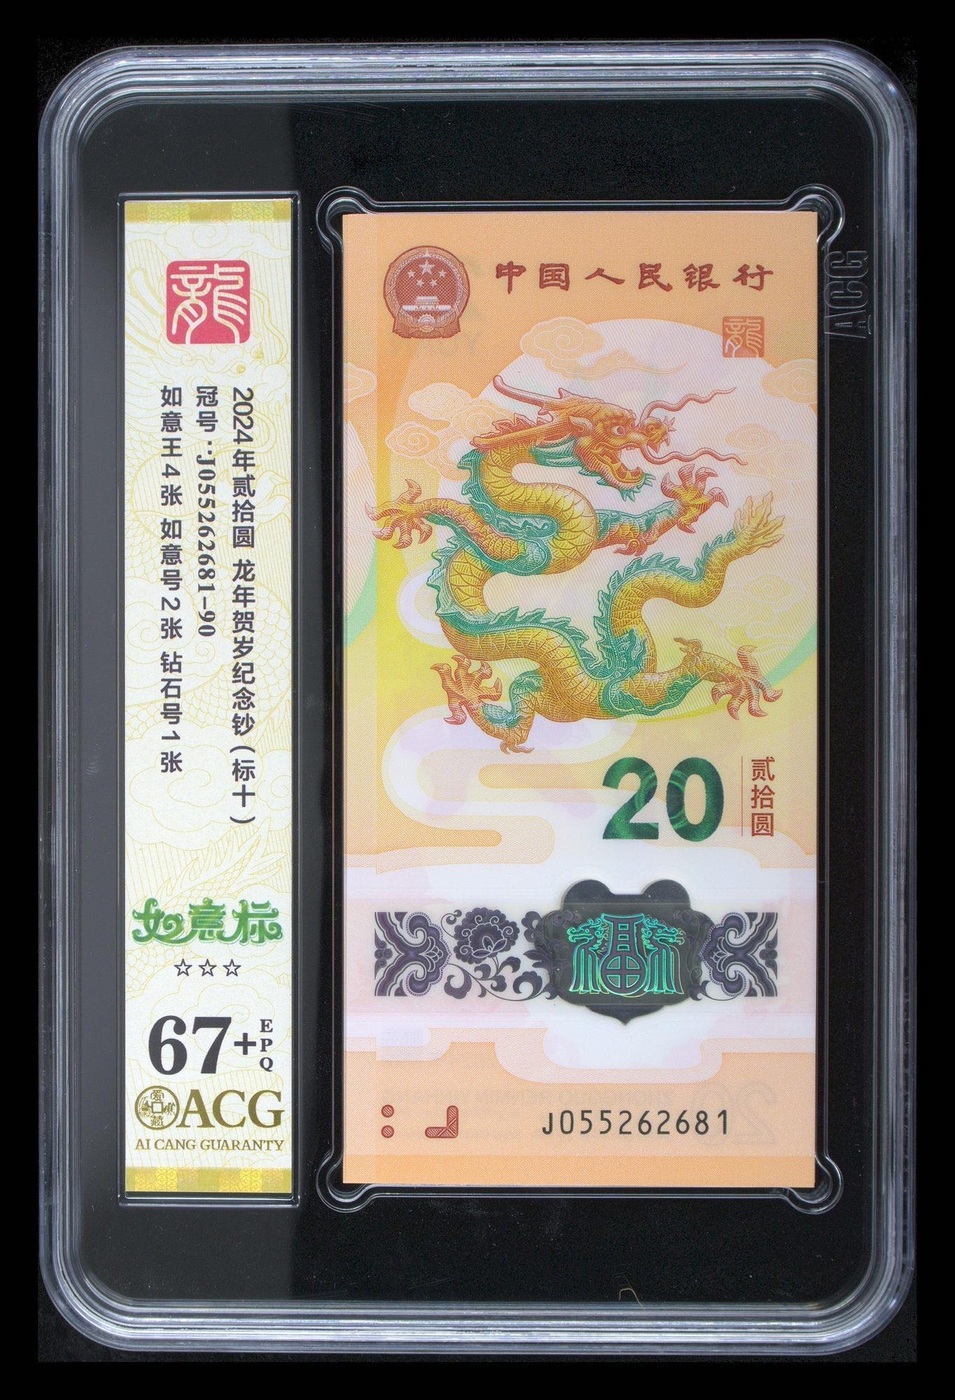 龍
2024年贰拾圆 龙年贺岁纪念钞(标十)
冠号:J055262681-90
如意王4张 如意号2张 钻石号1张
如意标
☆☆☆
67+EPQ
ACG
AI CANG GUARANTY
中国人民银行
龍
20
贰拾圆
福
J055262681
ACG